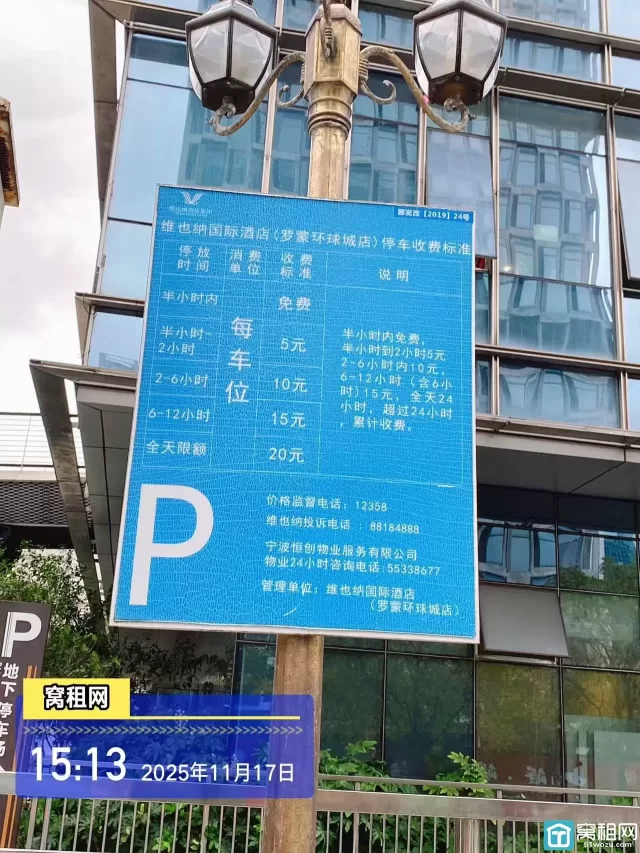 鄞发改【2019】24号
维也纳国际酒店（罗蒙环球城店）停车收费标准
停放时间 消费单位 收费标准 说明
半小时内 免费
半小时-2小时 5元
2-6小时 10元
6-12小时 15元
全天限额 20元
每车位
半小时内免费，
半小时到2小时5元
2-6小时内10元，
6-12小时（含6小
时)15元，全天24
小时，超过24小时
，累计收费。
P
价格监督电话：12358
维也纳投诉电话：88184888
宁波恒创物业服务有限公司
物业24小时咨询电话:55338677
管理单位：维也纳国际酒店
（罗蒙环球城店）
P
地下停车场
窝租网
15:13 2025年11月17日
窝租网
51wozu.com